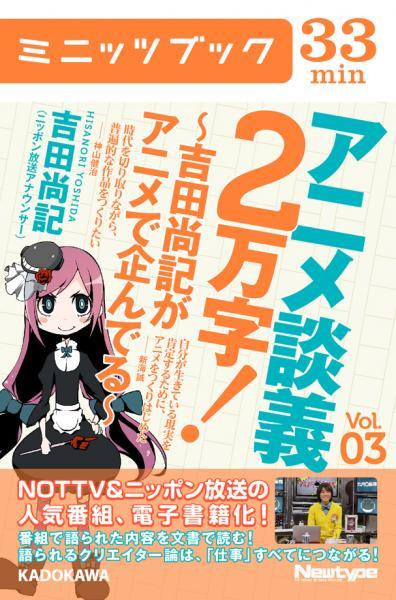 ミニッツブック
33
min
アニメ談義
2万字！
～吉田尚記が
アニメで企んでる～
Vol.
03
時代を切り取りながら、
普遍的な作品をつくりたい
――神山健治
自分が生きている現実を
肯定するために、
アニメをつくりはじめた
――新海 誠
HISANORI YOSHIDA
吉田尚記
（ニッポン放送アナウンサー）
NOTTV&ニッポン放送の
人気番組、電子書籍化！
番組で語られた内容を文書で読む！
語られるクリエイター論は、「仕事」すべてにつながる！
KADOKAWA
Newtype